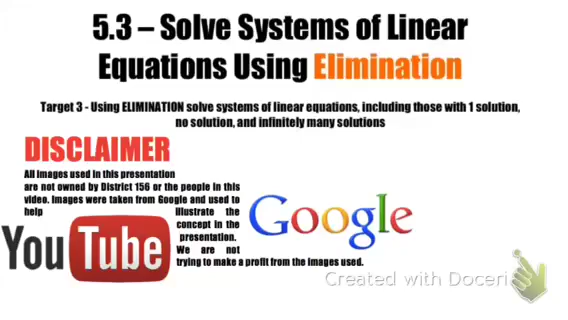 5.3 – Solve Systems of Linear
Equations Using Elimination
Target 3 - Using ELIMINATION solve systems of linear equations, including those with 1 solution,
no solution, and infinitely many solutions
DISCLAIMER
All images used in this presentation
are not owned by District 156 or the people in this
video. Images were taken from Google and used to
help illustrate the
concept in the
presentation.
We are not
trying to make a profit from the images used.
YouTube
Google
Created with Doceri